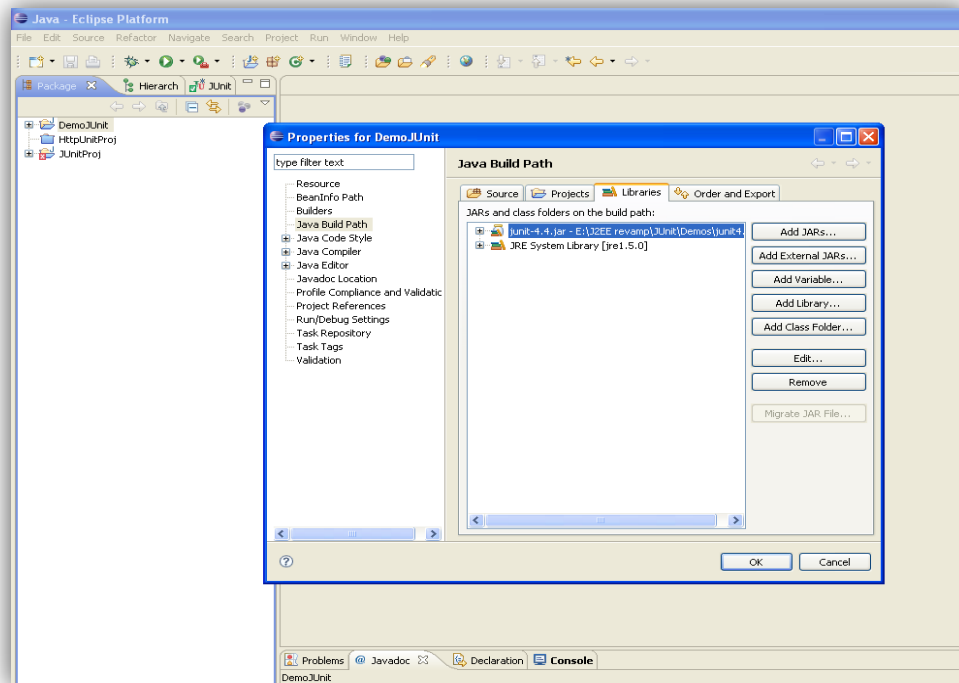 Java - Eclipse Platform
File Edit Source Refactor Navigate Search Project Run Window Help
Package Hierarch JUnit
DemoJUnit
HttpUnitProj
JUnitProj
Properties for DemoJUnit
type filter text
Resource
BeanInfo Path
Builders
Java Build Path
Java Code Style
Java Compiler
Java Editor
Javadoc Location
Profile Compliance and Validatic
Project References
Run/Debug Settings
Task Repository
Task Tags
Validation
Java Build Path
Source Projects Libraries Order and Export
JARs and class folders on the build path:
junit-4.4.jar - E:\J2EE revamp\JUnit\Demos\junit4.
JRE System Library [jre1.5.0]
Add JARs...
Add External JARs...
Add Variable...
Add Library...
Add Class Folder...
Edit...
Remove
Migrate JAR File...
OK Cancel
Problems @ Javadoc Declaration Console
DemoJUnit